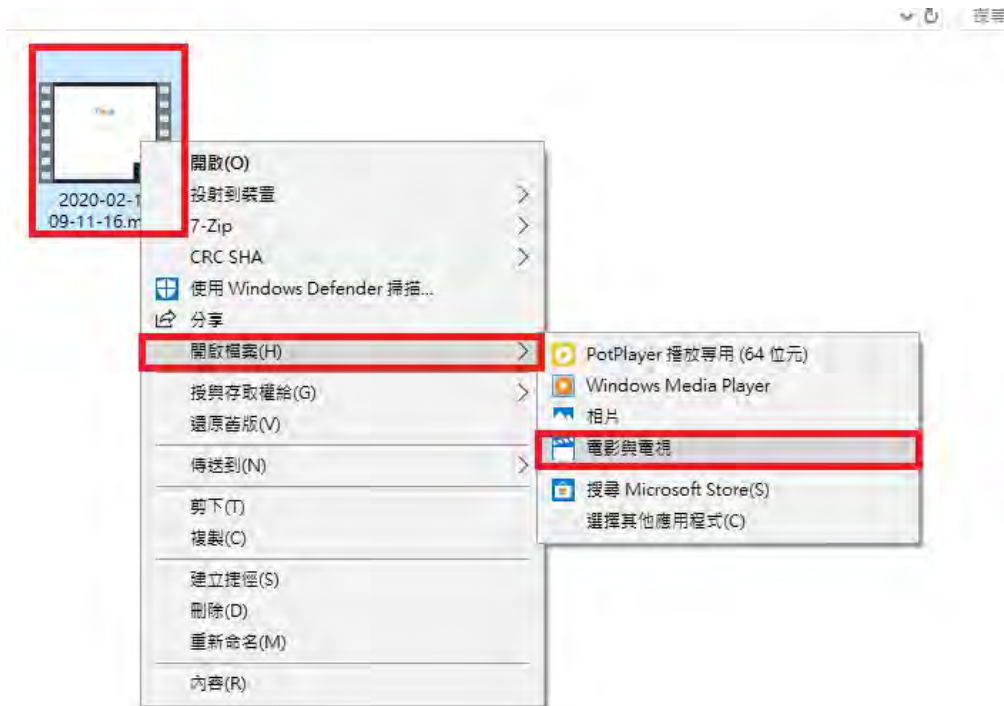 搜尋
2020-02-1
09-11-16.m
開啟(O)
投射到裝置
7-Zip
CRC SHA
使用 Windows Defender 掃描...
分享
開啟檔案(H)
授與存取權給(G)
還原舊版(V)
傳送到(N)
剪下(T)
複製(C)
建立捷徑(S)
刪除(D)
重新命名(M)
內容(R)
PotPlayer 播放專用 (64 位元)
Windows Media Player
相片
電影與電視
搜尋 Microsoft Store(S)
選擇其他應用程式(C)